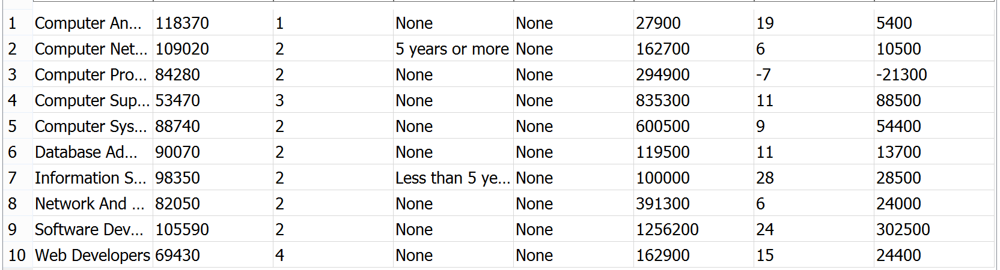 1 Computer An... 118370 1 None None 27900 19 5400
2 Computer Net... 109020 2 5 years or more None 162700 6 10500
3 Computer Pro... 84280 2 None None 294900 -7 -21300
4 Computer Sup... 53470 3 None None 835300 11 88500
5 Computer Sys... 88740 2 None None 600500 9 54400
6 Database Ad... 90070 2 None None 119500 11 13700
7 Information S... 98350 2 Less than 5 ye... None 100000 28 28500
8 Network And ... 82050 2 None None 391300 6 24000
9 Software Dev... 105590 2 None None 1256200 24 302500
10 Web Developers 69430 4 None None 162900 15 24400